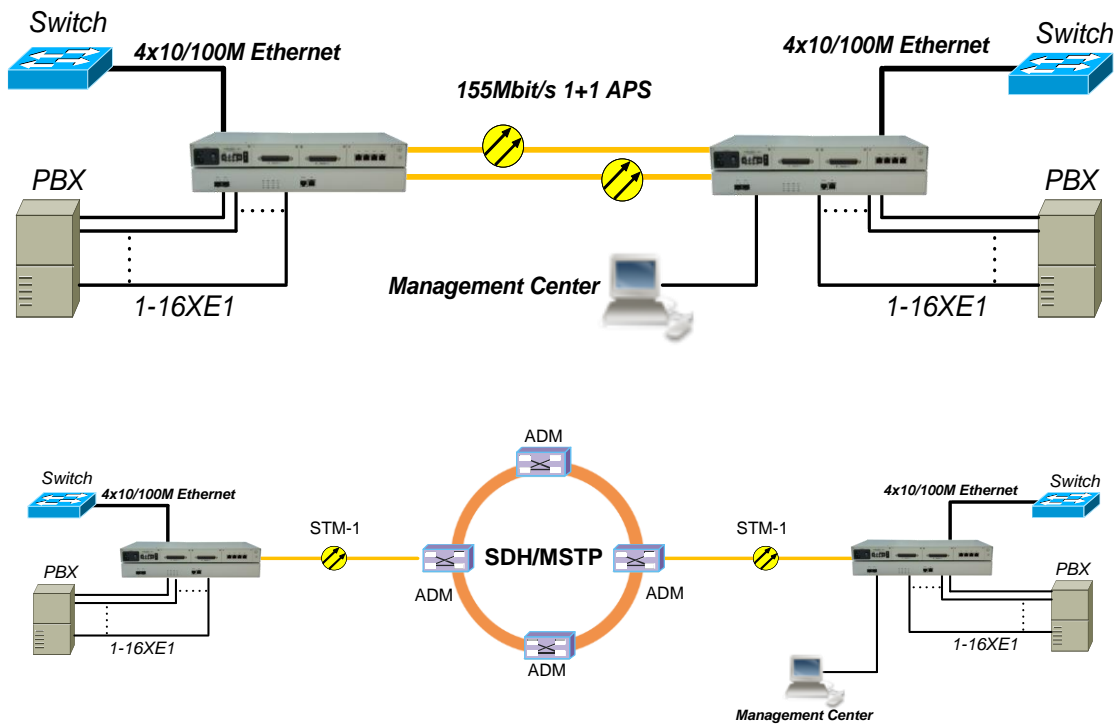 Switch
4x10/100M Ethernet
4x10/100M Ethernet
Switch
155Mbit/s 1+1 APS
PBX
PBX
Management Center
1-16XE1
1-16XE1
ADM
Switch
4x10/100M Ethernet
4x10/100M Ethernet
Switch
STM-1
STM-1
SDH/MSTP
PBX
PBX
ADM
ADM
1-16XE1
1-16XE1
ADM
Management Center